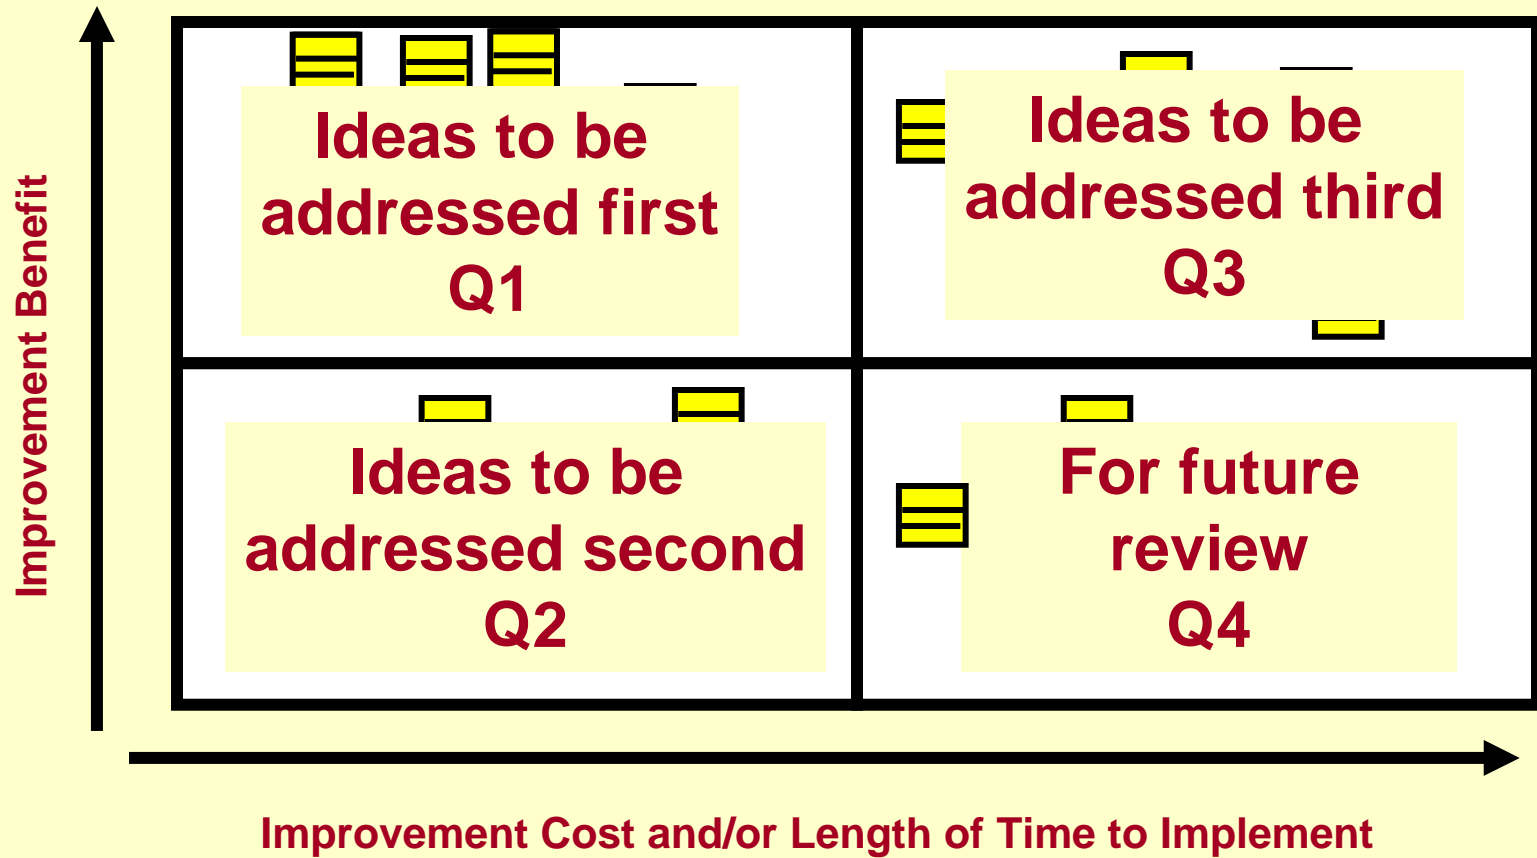 Improvement Benefit
Ideas to be
addressed first
Q1
Ideas to be
addressed third
Q3
Ideas to be
addressed second
Q2
For future
review
Q4
Improvement Cost and/or Length of Time to Implement